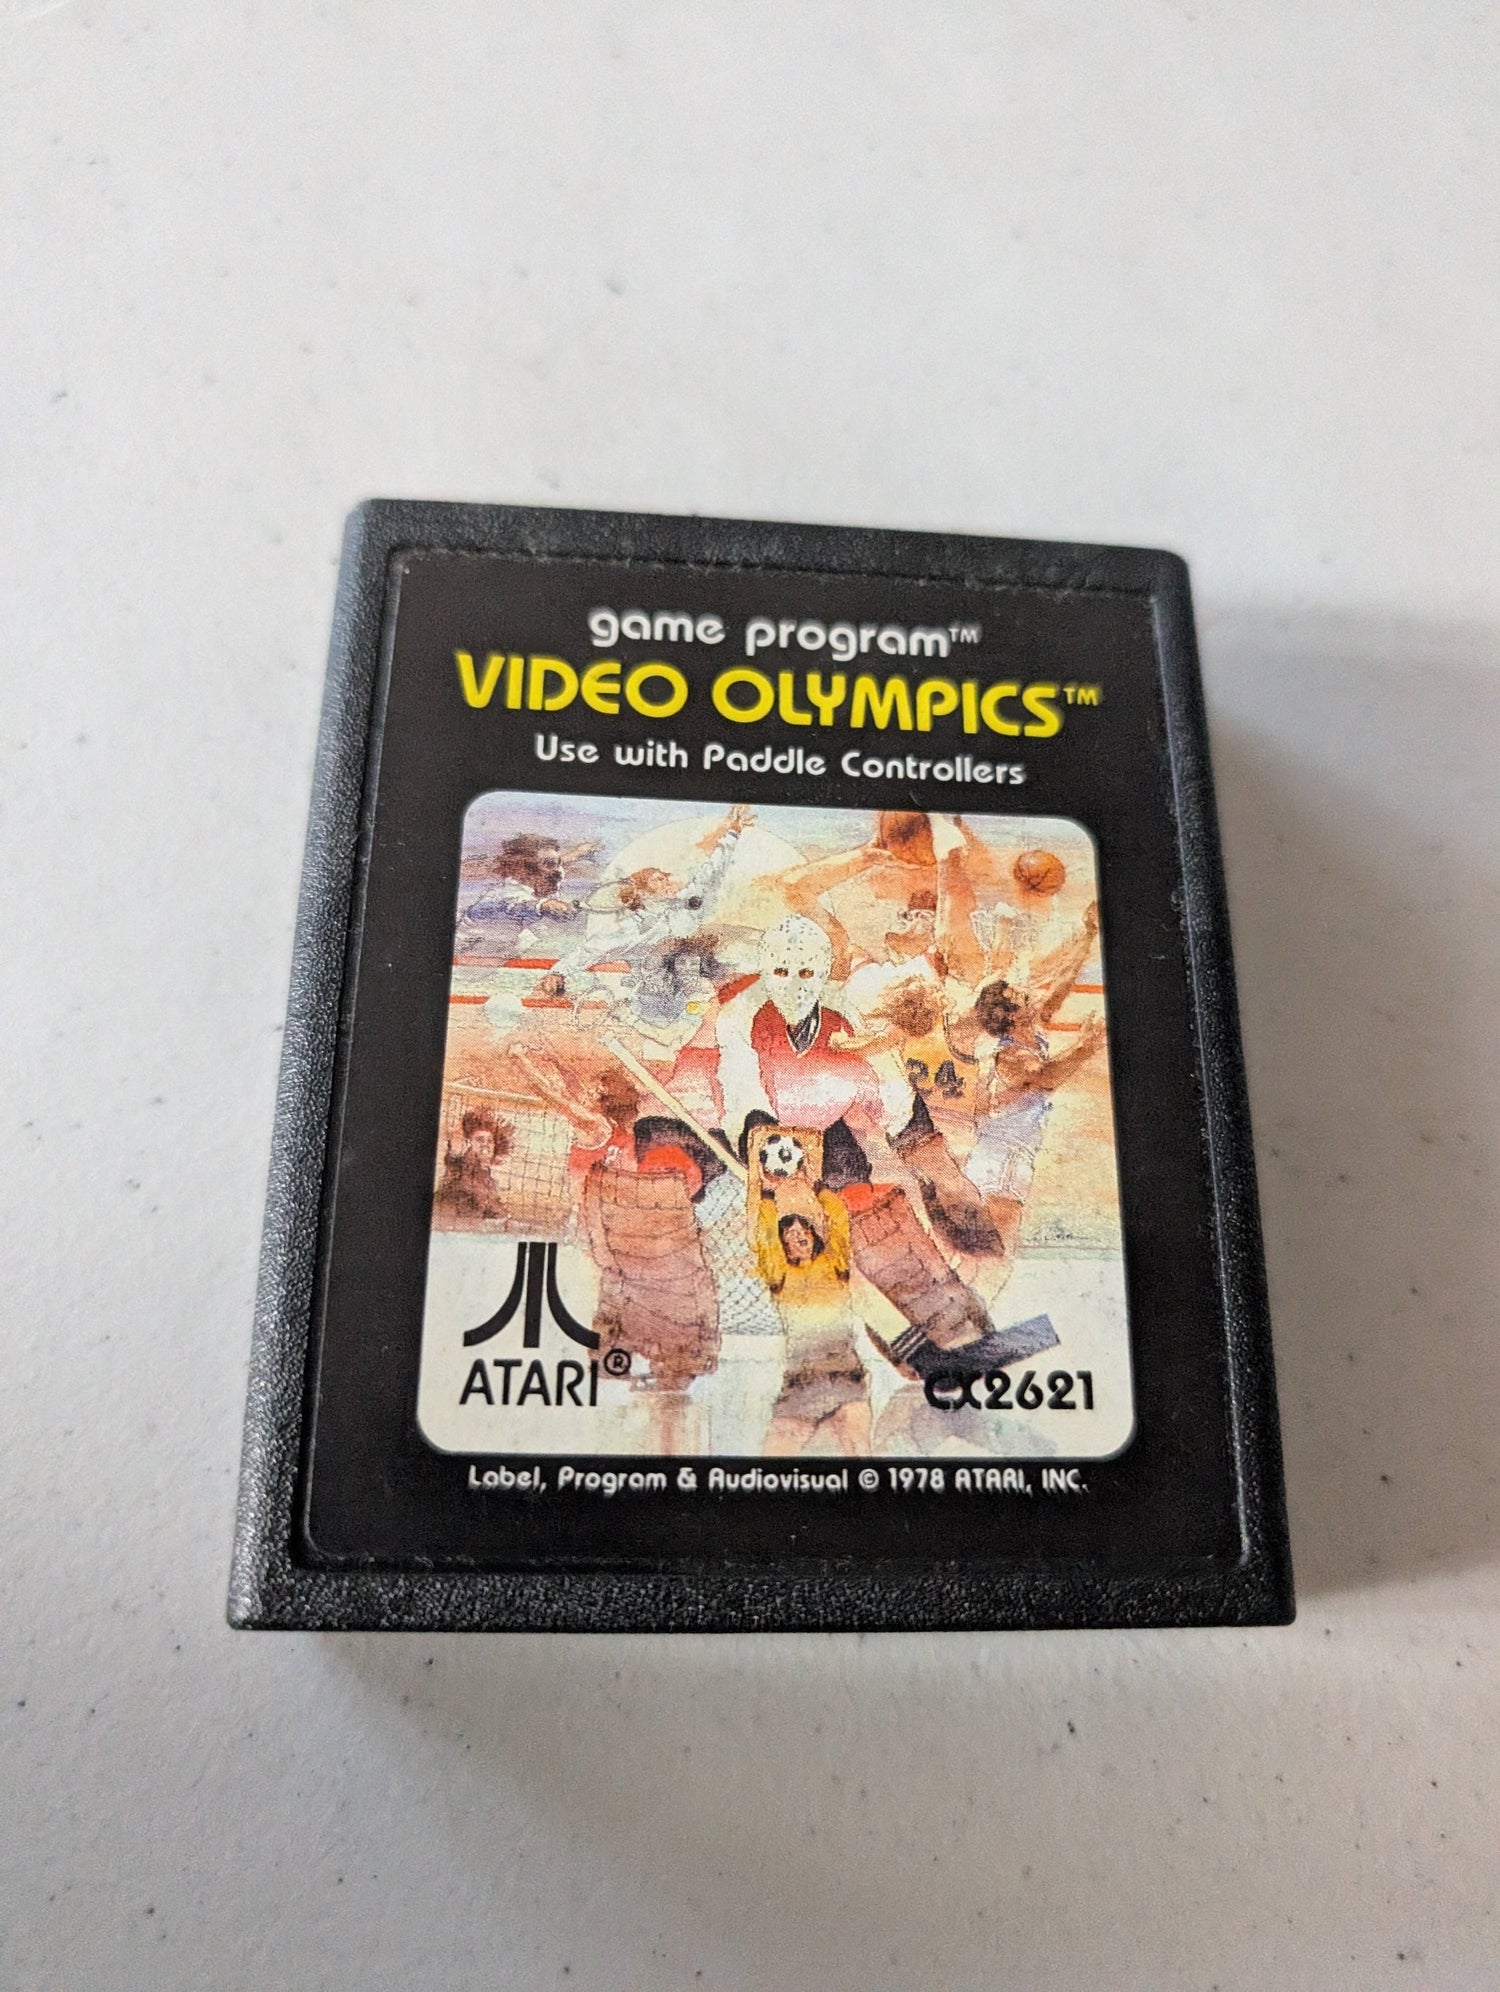 game program™
VIDEO OLYMPICS™
Use with Paddle Controllers
24
ATARI®
CX2621
Label, Program & Audiovisual © 1978 ATARI, INC.